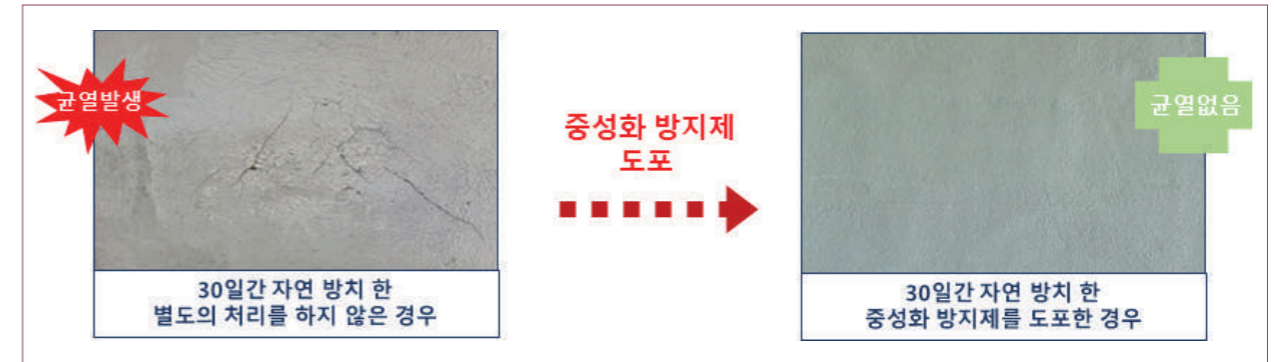 균열발생
30일간 자연 방치 한
별도의 처리를 하지 않은 경우
중성화 방지제
도포
균열없음
30일간 자연 방치 한
중성화 방지제를 도포한 경우